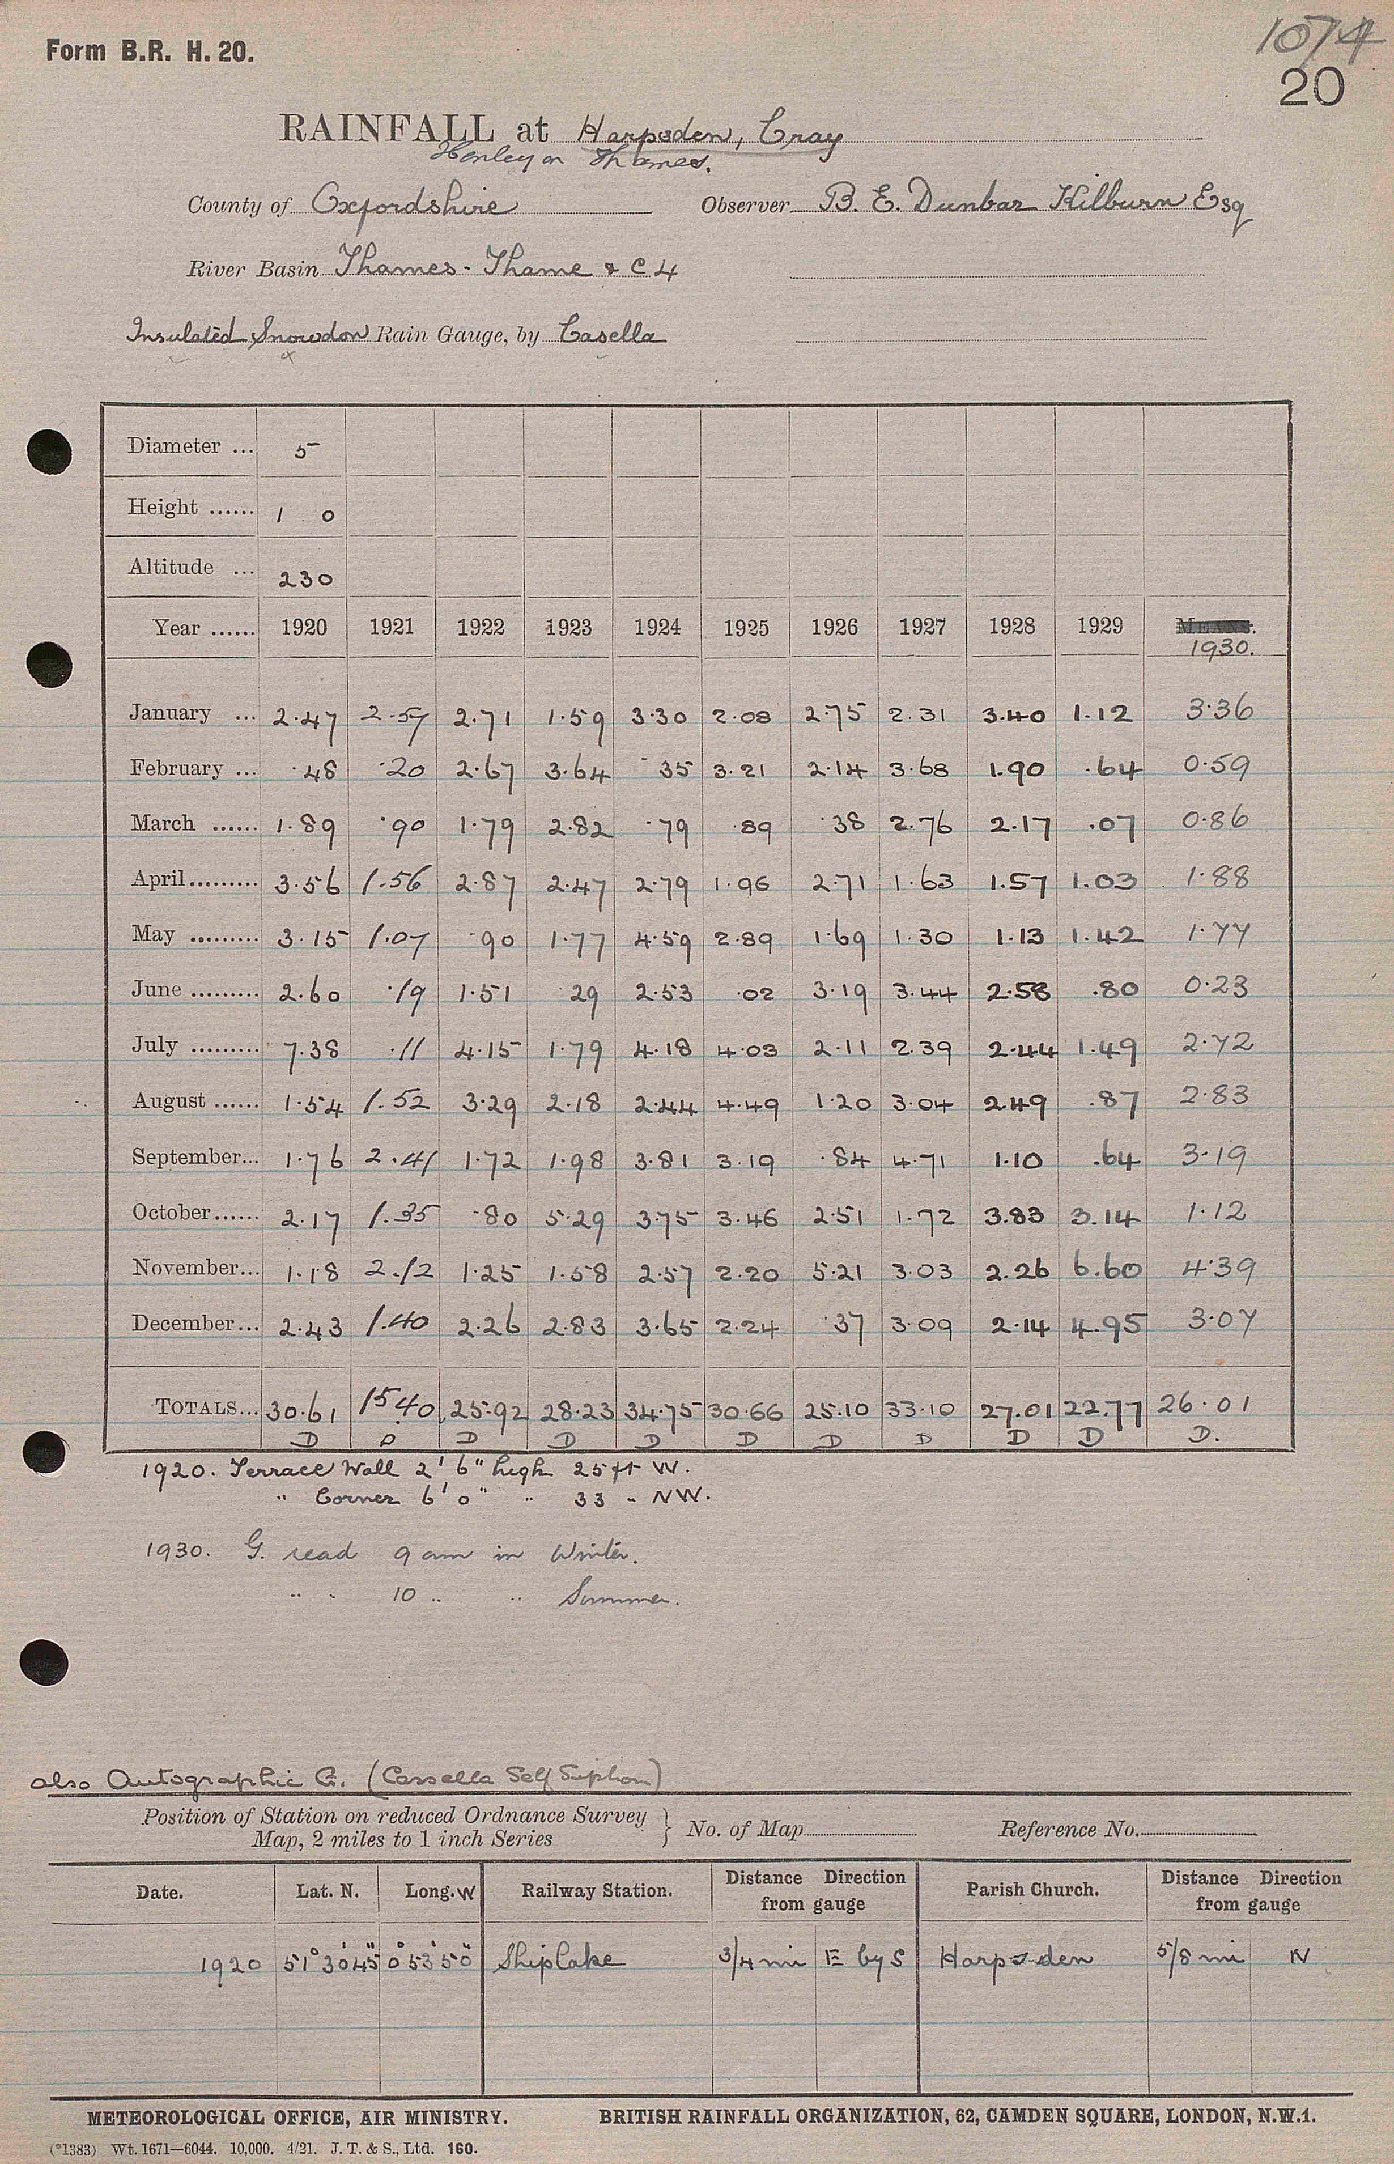 Form B.R. H. 20.
1074
20
RAINFALL at Harpsden, Cray
Henley on Thames.
County of Oxfordshire Observer B. E. Dunbar Kilburn Esq
River Basin Thames - Thame & C 4
Insulated Snowdon Rain Gauge, by Casella
Diameter ... 5
Height ...... 1 0
Altitude ... 230
Year ...... 1920 1921 1922 1923 1924 1925 1926 1927 1928 1929 MEANS. 1930.
January ... 2.47 2.57 2.71 1.59 3.30 2.08 2.75 2.31 3.40 1.12 3.36
February ... .48 .20 2.67 3.64 .35 3.21 2.14 3.68 1.90 .64 0.59
March ...... 1.89 .90 1.79 2.82 .79 .89 .38 2.76 2.17 .07 0.86
April......... 3.56 1.56 2.87 2.47 2.79 1.96 2.71 1.63 1.57 1.03 1.88
May ......... 3.15 1.07 .90 1.77 4.59 2.89 1.69 1.30 1.13 1.42 1.77
June ......... 2.60 .19 1.51 .29 2.53 .02 3.19 3.44 2.58 .80 0.23
July ......... 7.38 .11 4.15 1.79 4.18 4.03 2.11 2.39 2.44 1.49 2.72
August ...... 1.54 1.52 3.29 2.18 2.44 4.49 1.20 3.04 2.49 .87 2.83
September... 1.76 2.41 1.72 1.98 3.81 3.19 .84 4.71 1.10 .64 3.19
October...... 2.17 1.35 .80 5.29 3.75 3.46 2.51 1.72 3.83 3.14 1.12
November... 1.18 2.12 1.25 1.58 2.57 2.20 5.21 3.03 2.26 6.60 4.39
December... 2.43 1.40 2.26 2.83 3.65 2.24 .37 3.09 2.14 4.95 3.07
TOTALS... 30.61 15.40 25.92 28.23 34.75 30.66 25.10 33.10 27.01 22.77 26.01
D D D D D D D D D D D.
1920. Terrace Wall 2' 6" high 25 ft W.
" Corner 6' 0" " 33 " NW.
1930. G. read 9 am in Winter.
" " 10 " " Summer.
also Autographic G. (Cassella Self Syphon)
Position of Station on reduced Ordnance Survey Map, 2 miles to 1 inch Series } No. of Map Reference No.
Date. Lat. N. Long. W Railway Station. Distance Direction from gauge Parish Church. Distance Direction from gauge
1920 51° 30' 45" 0° 53' 50" Shiplake 3/4 mi E by S Harpsden 5/8 mi N
METEOROLOGICAL OFFICE, AIR MINISTRY. BRITISH RAINFALL ORGANIZATION, 62, CAMDEN SQUARE, LONDON, N.W.1.
(*1383) Wt. 1671—6044. 10,000. 4/21. J. T. & S., Ltd. 160.